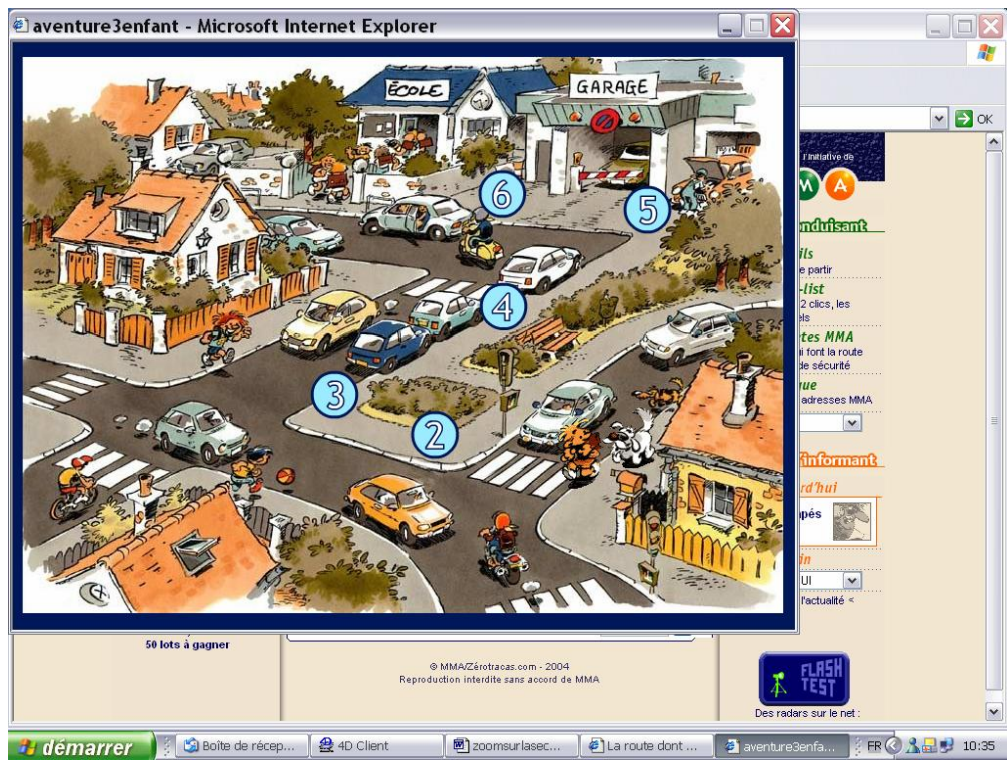 aventure3enfant - Microsoft Internet Explorer
ÉCOLE
GARAGE
6
5
4
3
2
OK
l'initiative de
M A
nduisant
ils
e partir
-list
2 clics, les
els
tes MMA
ui font la route
de sécurité
que
adresses MMA
'informant
rd'hui
pés
in
UI
l'actualité <
50 lots à gagner
© MMA/Zérotracas.com - 2004
Reproduction interdite sans accord de MMA
FLASH
TEST
Des radars sur le net :
démarrer
Boîte de récep...
4D Client
zoomsurlasec...
La route dont ...
aventure3enfa...
FR
10:35